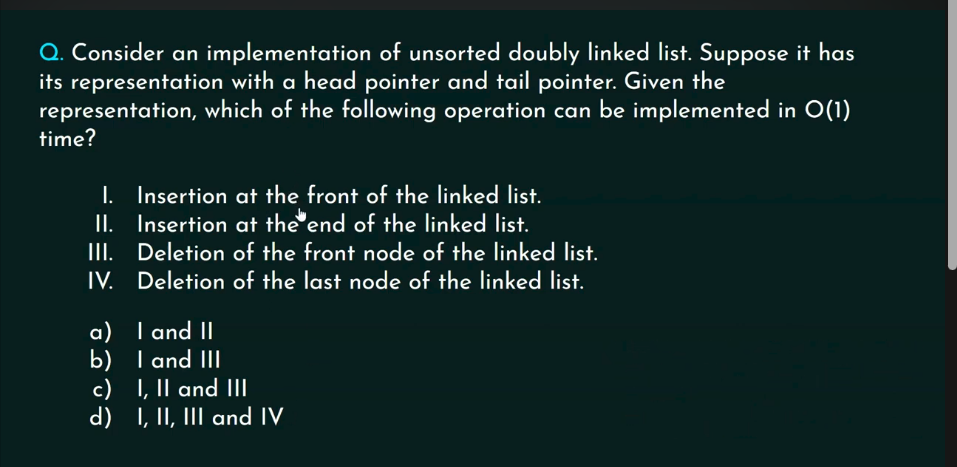 Q. Consider an implementation of unsorted doubly linked list. Suppose it has
its representation with a head pointer and tail pointer. Given the
representation, which of the following operation can be implemented in O(1)
time?
I. Insertion at the front of the linked list.
II. Insertion at the end of the linked list.
III. Deletion of the front node of the linked list.
IV. Deletion of the last node of the linked list.
a) I and II
b) I and III
c) I, II and III
d) I, II, III and IV